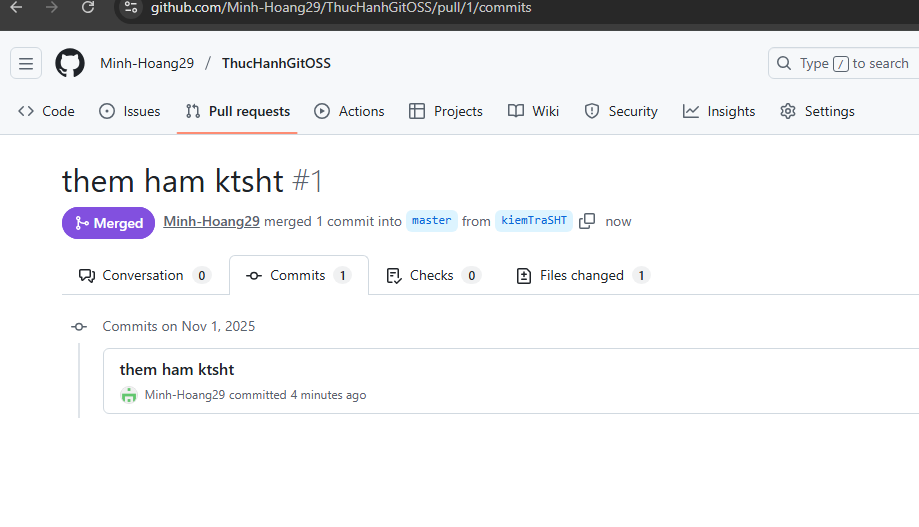 github.com/Minh-Hoang29/ThucHanhGitOSS/pull/1/commits
Minh-Hoang29 / ThucHanhGitOSS
Type / to search
Code Issues Pull requests Actions Projects Wiki Security Insights Settings
them ham ktsht #1
Merged Minh-Hoang29 merged 1 commit into master from kiemTraSHT now
Conversation 0 Commits 1 Checks 0 Files changed 1
Commits on Nov 1, 2025
them ham ktsht
Minh-Hoang29 committed 4 minutes ago